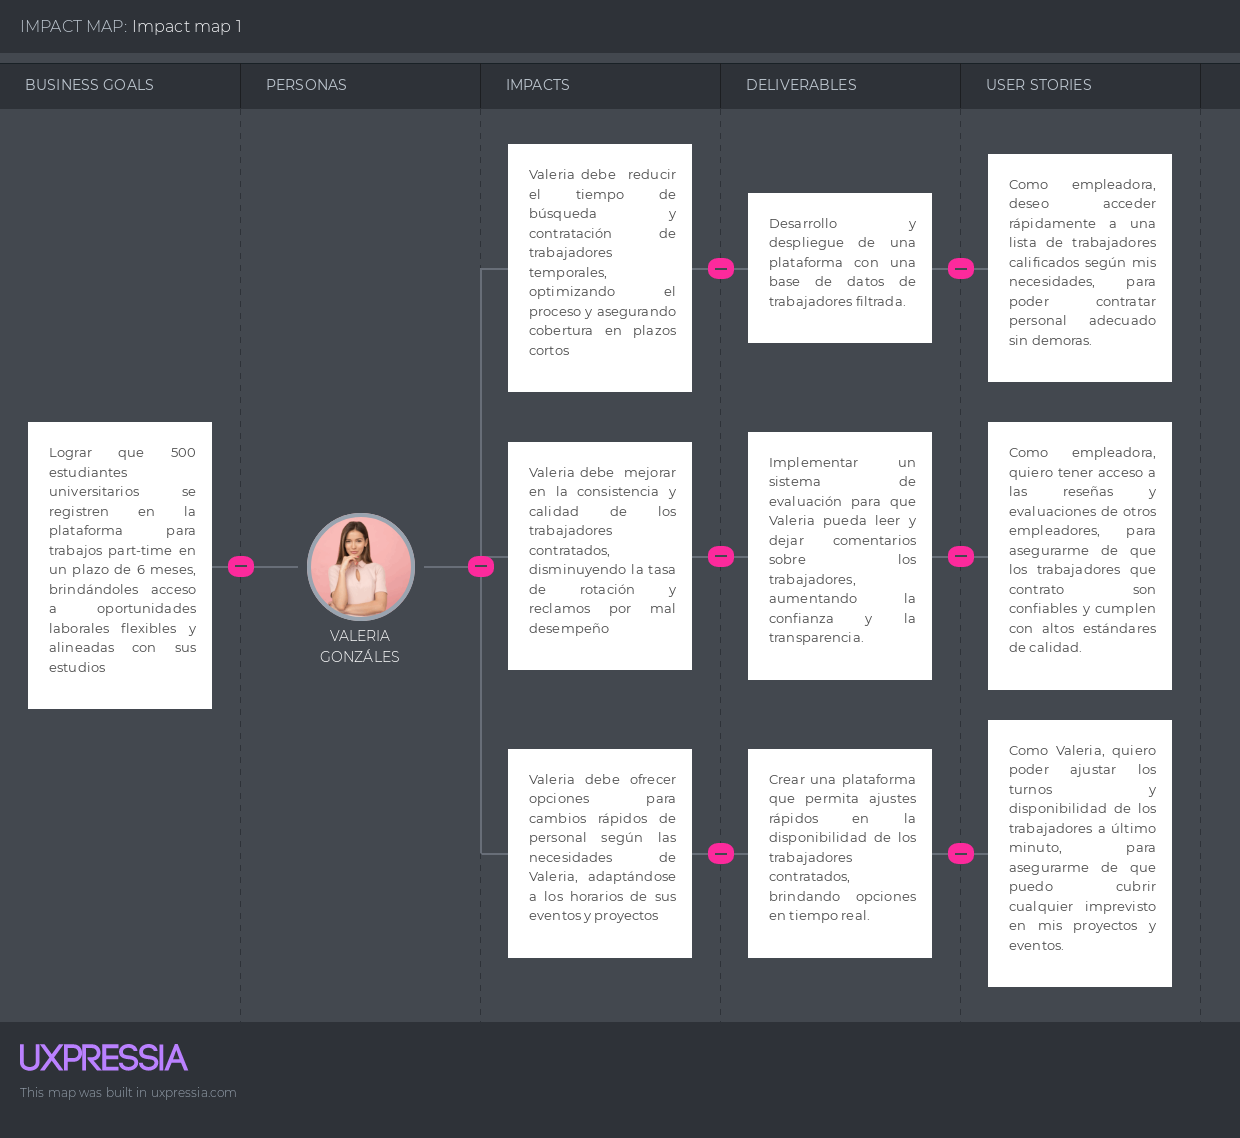 IMPACT MAP: Impact map 1
BUSINESS GOALS
PERSONAS
IMPACTS
DELIVERABLES
USER STORIES
Lograr que 500
estudiantes
universitarios se
registren en la
plataforma para
trabajos part-time en
un plazo de 6 meses,
brindándoles acceso
a oportunidades
laborales flexibles y
alineadas con sus
estudios
VALERIA
GONZÁLES
Valeria debe reducir
el tiempo de
búsqueda y
contratación de
trabajadores
temporales,
optimizando el
proceso y asegurando
cobertura en plazos
cortos
Desarrollo y
despliegue de una
plataforma con una
base de datos de
trabajadores filtrada.
Como empleadora,
deseo acceder
rápidamente a una
lista de trabajadores
calificados según mis
necesidades, para
poder contratar
personal adecuado
sin demoras.
Valeria debe mejorar
en la consistencia y
calidad de los
trabajadores
contratados,
disminuyendo la tasa
de rotación y
reclamos por mal
desempeño
Implementar un
sistema de
evaluación para que
Valeria pueda leer y
dejar comentarios
sobre los
trabajadores,
aumentando la
confianza y la
transparencia.
Como empleadora,
quiero tener acceso a
las reseñas y
evaluaciones de otros
empleadores, para
asegurarme de que
los trabajadores que
contrato son
confiables y cumplen
con altos estándares
de calidad.
Valeria debe ofrecer
opciones para
cambios rápidos de
personal según las
necesidades de
Valeria, adaptándose
a los horarios de sus
eventos y proyectos
Crear una plataforma
que permita ajustes
rápidos en la
disponibilidad de los
trabajadores
contratados,
brindando opciones
en tiempo real.
Como Valeria, quiero
poder ajustar los
turnos y
disponibilidad de los
trabajadores a último
minuto, para
asegurarme de que
puedo cubrir
cualquier imprevisto
en mis proyectos y
eventos.
UXPRESSIA
This map was built in uxpressia.com